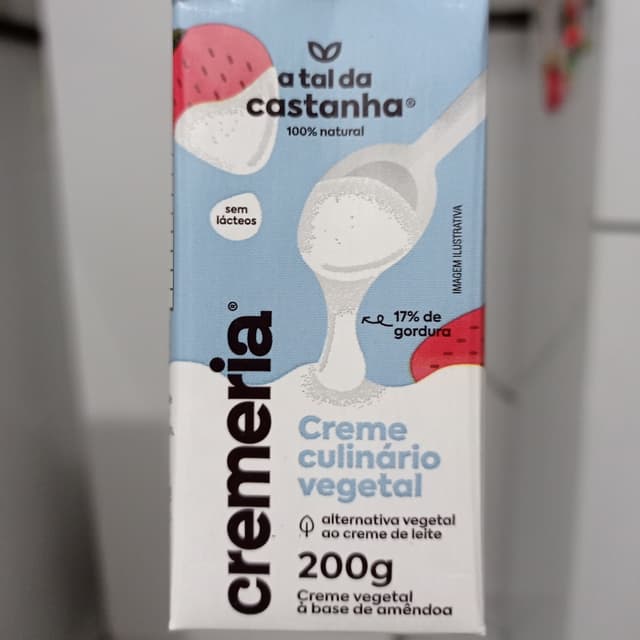 a tal da
castanha®
100% natural
sem
lácteos
IMAGEM ILUSTRATIVA
17% de
gordura
cremeria®
Creme
culinário
vegetal
alternativa vegetal
ao creme de leite
200g
Creme vegetal
à base de amêndoa